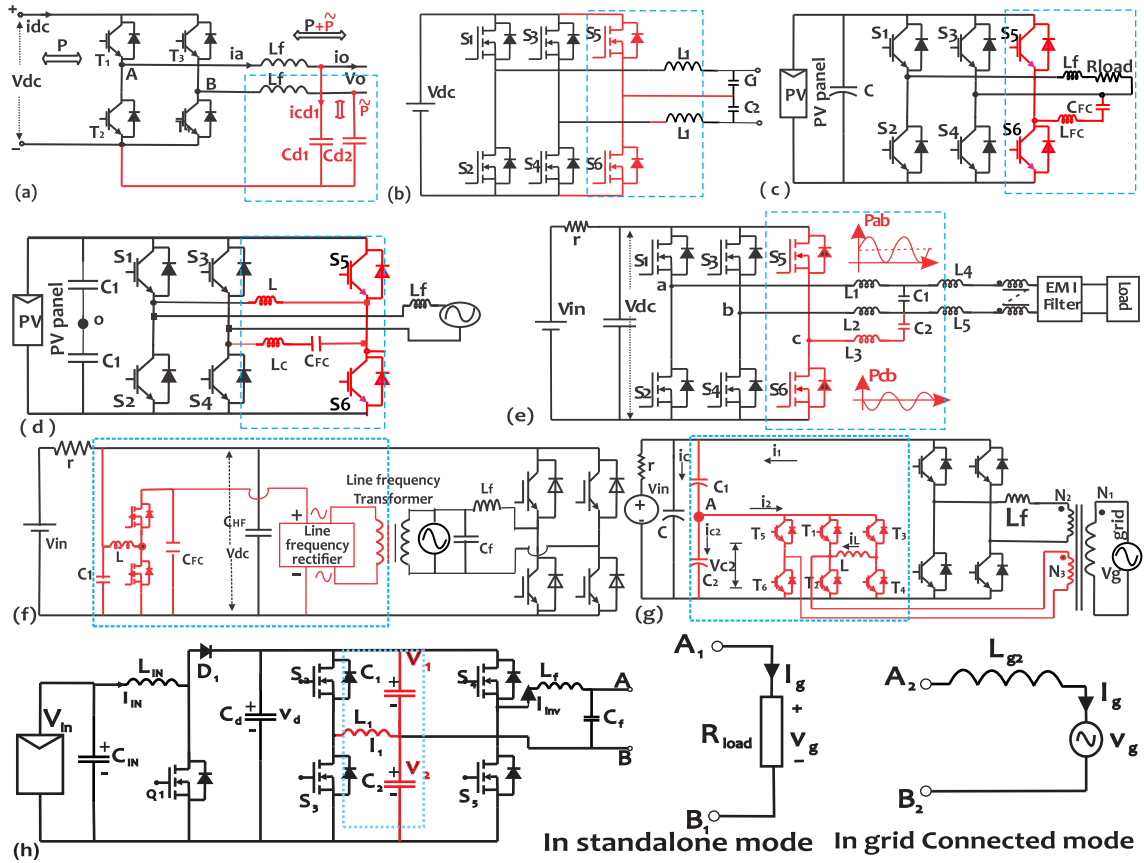 +
idc
P
Vdc
T1
T3
A
B
T2
T
ia
Lf
Lf
P+P~
io
Vo
icd1
P~
Cd1
Cd2
-
(a)
Vdc
S1
S3
S5
S2
S4
S6
L1
L1
C1
C2
(b)
PV
PV panel
C
S1
S3
S5
S2
S4
S6
Lf
Rload
CFC
LFC
(c)
PV
PV panel
C1
o
C1
S1
S3
S5
S2
S4
S6
L
Lc
CFC
Lf
(d)
r
Vin
Vdc
S1
S3
S5
a
b
c
S2
S4
S6
Pab
L1
L2
L3
C1
C2
L4
L5
EMI
Filter
Load
Pcb
(e)
r
Vin
C1
L
CFC
CHF
Vdc
+
Line
frequency
rectifier
-
Line frequency
Transformer
Lf
Cf
(f)
r
Vin
+
-
C
ic
C1
A
i1
i2
ic2
Vc2
C2
T5
T1
T3
iL
L
T6
T2
T4
Lf
N2
N1
N3
Vg
grid
(g)
Vin
+
-
CIN
LIN
IIN
D1
Q1
Cd
+
-
vd
S2
S3
L1
I1
C1
+
-
V1
C2
+
-
V2
S4
S5
Lf
Iinv
Cf
A
B
(h)
A1
Ig
+
Rload
vg
-
B1
In standalone mode
A2
Lg2
Ig
vg
B2
In grid Connected mode